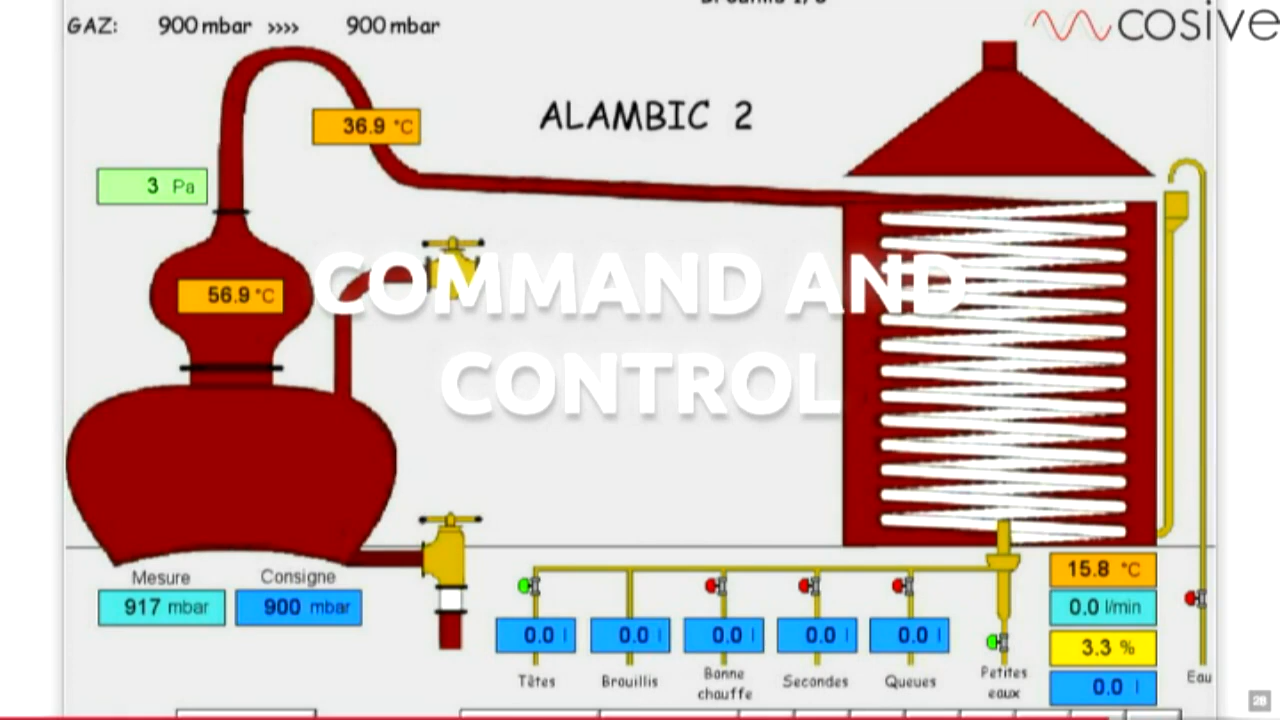 GAZ: 900 mbar >>>> 900 mbar
cosive
ALAMBIC 2
36.9 °C
3 Pa
56.9 °C
COMMAND AND
CONTROL
Mesure
Consigne
917 mbar
900 mbar
0.0 l
0.0 l
0.0 l
0.0 l
0.0 l
Têtes
Brouillis
Bonne
chauffe
Secondes
Queues
Petites
eaux
15.8 °C
0.0 l/min
3.3 %
0.0 l
Eau
28